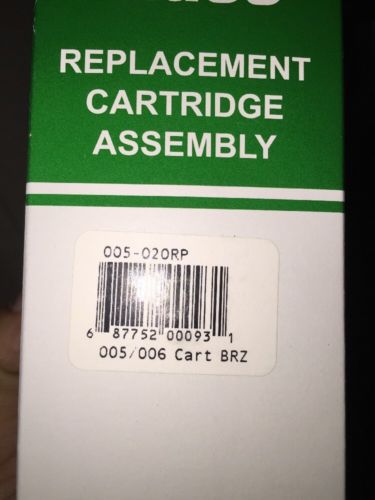 REPLACEMENT
CARTRIDGE
ASSEMBLY
005-020RP
6 87752 00093 1
005/006 Cart BRZ